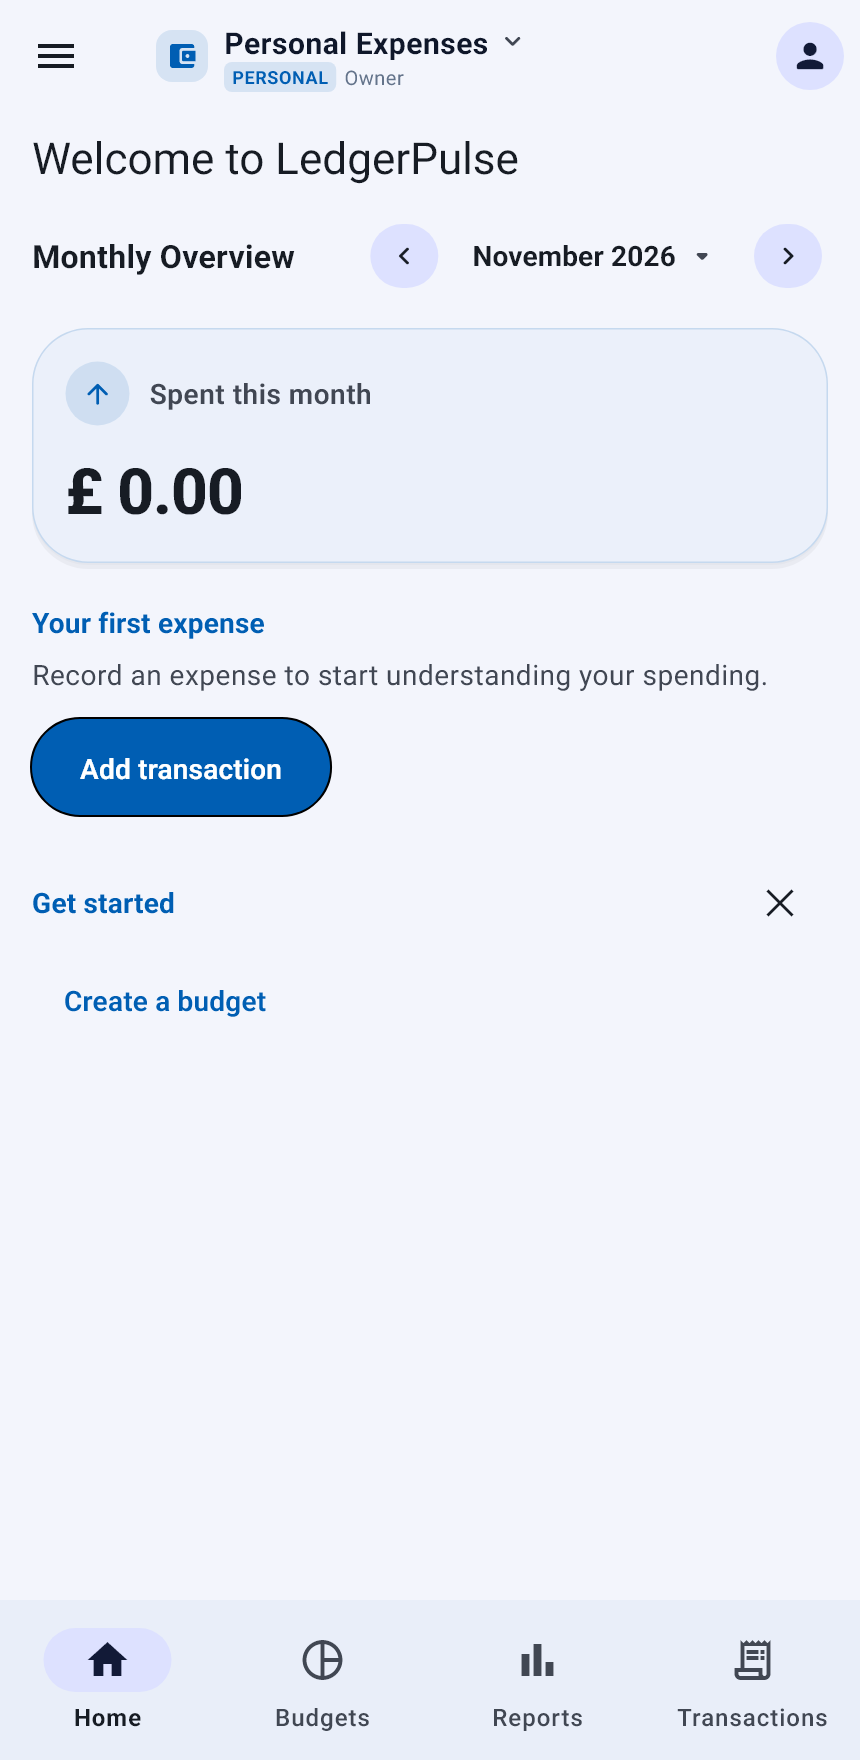 Personal Expenses
PERSONAL Owner
Welcome to LedgerPulse
Monthly Overview
November 2026
Spent this month
£ 0.00
Your first expense
Record an expense to start understanding your spending.
Add transaction
Get started
Create a budget
Home
Budgets
Reports
Transactions